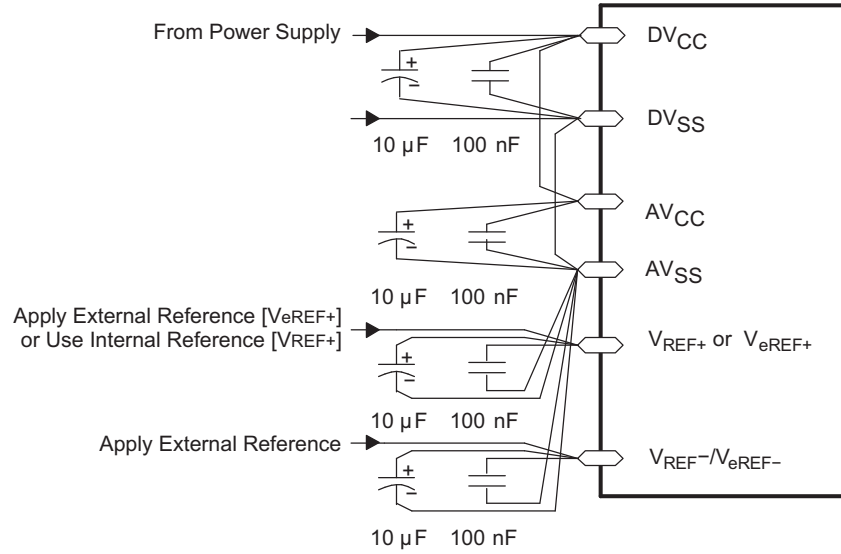 From Power Supply
DVCC
+
−
DVSS
10 µF 100 nF
AVCC
+
−
AVSS
10 µF 100 nF
Apply External Reference [VeREF+]
or Use Internal Reference [VREF+]
VREF+ or VeREF+
+
−
10 µF 100 nF
Apply External Reference
VREF−/VeREF−
+
−
10 µF 100 nF